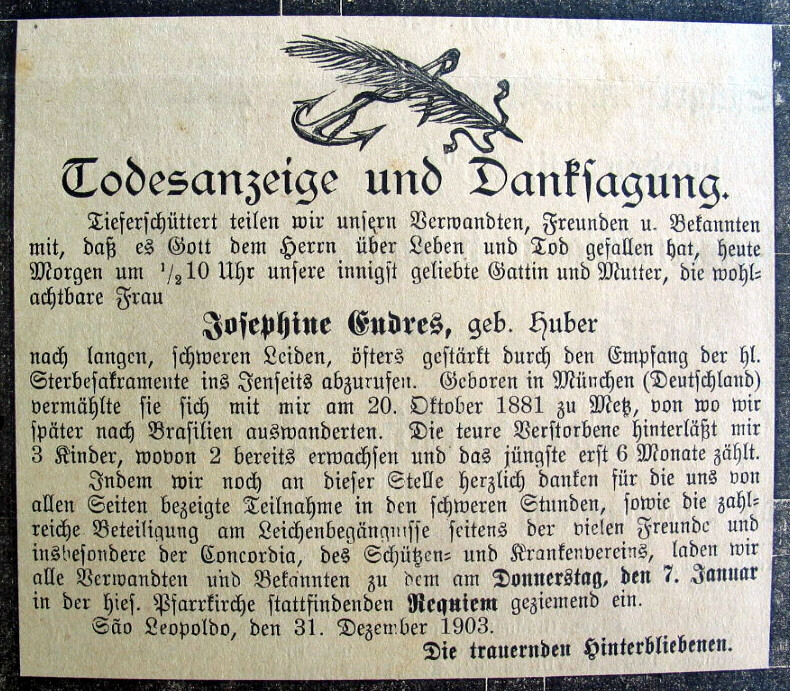 Todesanzeige und Danksagung.
Tieferschüttert teilen wir unsern Verwandten, Freunden u. Bekannten
mit, daß es Gott dem Herrn über Leben und Tod gefallen hat, heute
Morgen um 1/2 10 Uhr unsere innigst geliebte Gattin und Mutter, die wohl-
achtbare Frau
Josephine Endres, geb. Huber
nach langen, schweren Leiden, öfters gestärkt durch den Empfang der hl.
Sterbesakramente ins Jenseits abzurufen. Geboren in München (Deutschland)
vermählte sie sich mit mir am 20. Oktober 1881 zu Metz, von wo wir
später nach Brasilien auswanderten. Die teure Verstorbene hinterläßt mir
3 Kinder, wovon 2 bereits erwachsen und das jüngste erst 6 Monate zählt.
Indem wir noch an dieser Stelle herzlich danken für die uns von
allen Seiten bezeigte Teilnahme in den schweren Stunden, sowie die zahl-
reiche Beteiligung am Leichenbegängnisse seitens der vielen Freunde und
insbesondere der Concordia, des Schützen- und Krankenvereins, laden wir
alle Verwandten und Bekannten zu dem am Donnerstag, den 7. Januar
in der hies. Pfarrkirche stattfindenden Requiem geziemend ein.
São Leopoldo, den 31. Dezember 1903.
Die trauernden Hinterbliebenen.